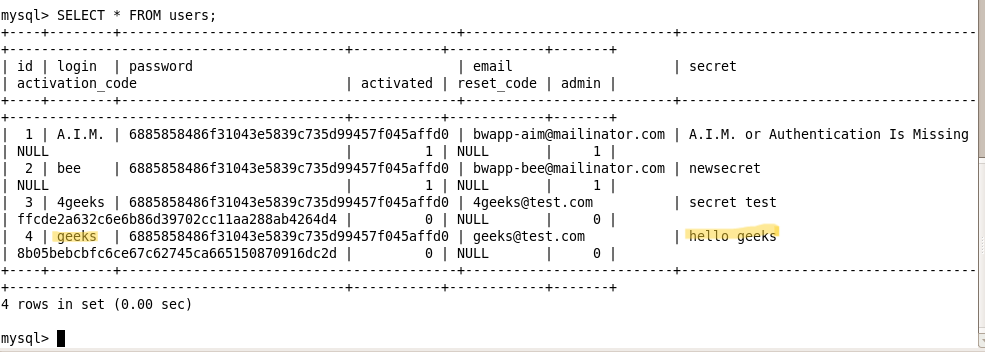 mysql> SELECT * FROM users;
+----+--------+------------------------------------------+--------------------------+------------------------------------
+------------------------------------------+-----------+------------+-------+
| id | login  | password                                 | email                    | secret
| activation_code                          | activated | reset_code | admin |
+----+--------+------------------------------------------+--------------------------+------------------------------------
+------------------------------------------+-----------+------------+-------+
|  1 | A.I.M. | 6885858486f31043e5839c735d99457f045affd0 | bwapp-aim@mailinator.com | A.I.M. or Authentication Is Missing
| NULL                                     |         1 | NULL       |     1 |
|  2 | bee    | 6885858486f31043e5839c735d99457f045affd0 | bwapp-bee@mailinator.com | newsecret
| NULL                                     |         1 | NULL       |     1 |
|  3 | 4geeks | 6885858486f31043e5839c735d99457f045affd0 | 4geeks@test.com          | secret test
| ffcde2a632c6e6b86d39702cc11aa288ab4264d4 |         0 | NULL       |     0 |
|  4 | geeks  | 6885858486f31043e5839c735d99457f045affd0 | geeks@test.com           | hello geeks
| 8b05bebcbfc6ce67c62745ca665150870916dc2d |         0 | NULL       |     0 |
+----+--------+------------------------------------------+--------------------------+------------------------------------
+------------------------------------------+-----------+------------+-------+
4 rows in set (0.00 sec)
mysql>